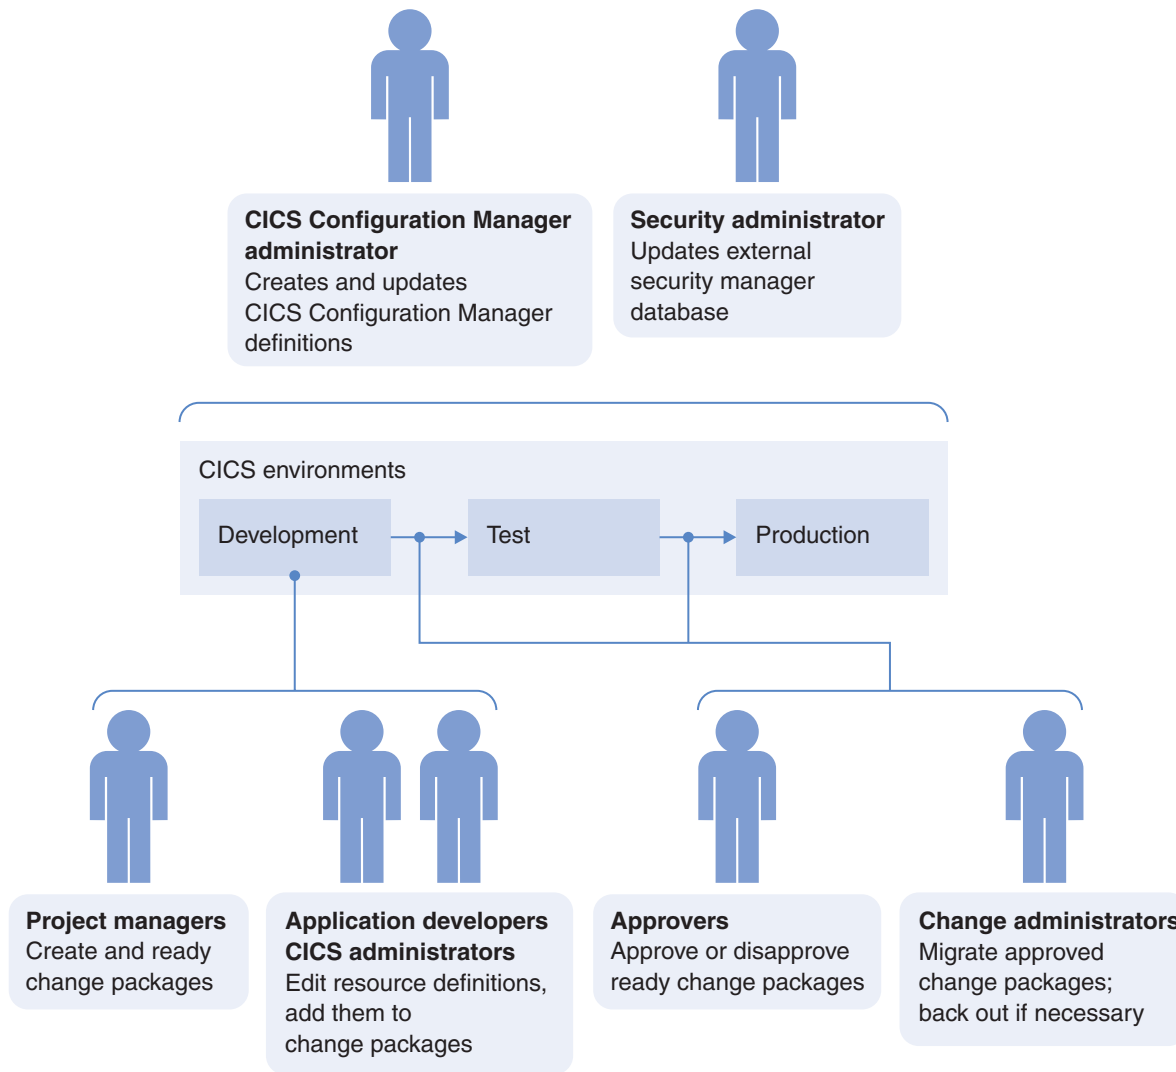 CICS Configuration Manager
administrator
Creates and updates
CICS Configuration Manager
definitions
Security administrator
Updates external
security manager
database
CICS environments
Development
Test
Production
Project managers
Create and ready
change packages
Application developers
CICS administrators
Edit resource definitions,
add them to
change packages
Approvers
Approve or disapprove
ready change packages
Change administrators
Migrate approved
change packages;
back out if necessary